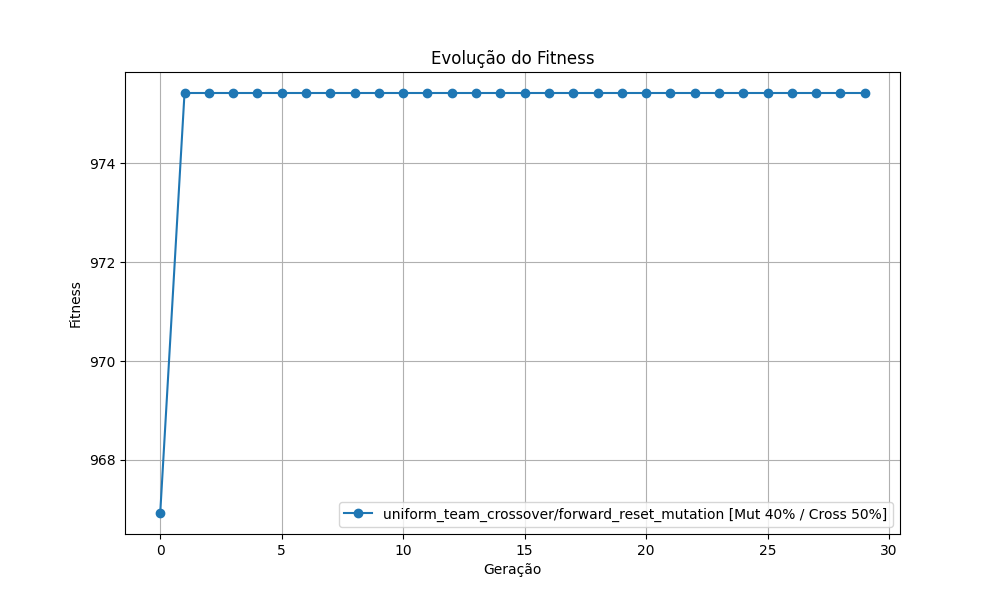 Evolução do Fitness
Fitness
974
972
970
968
uniform_team_crossover/forward_reset_mutation [Mut 40% / Cross 50%]
0 5 10 15 20 25 30
Geração